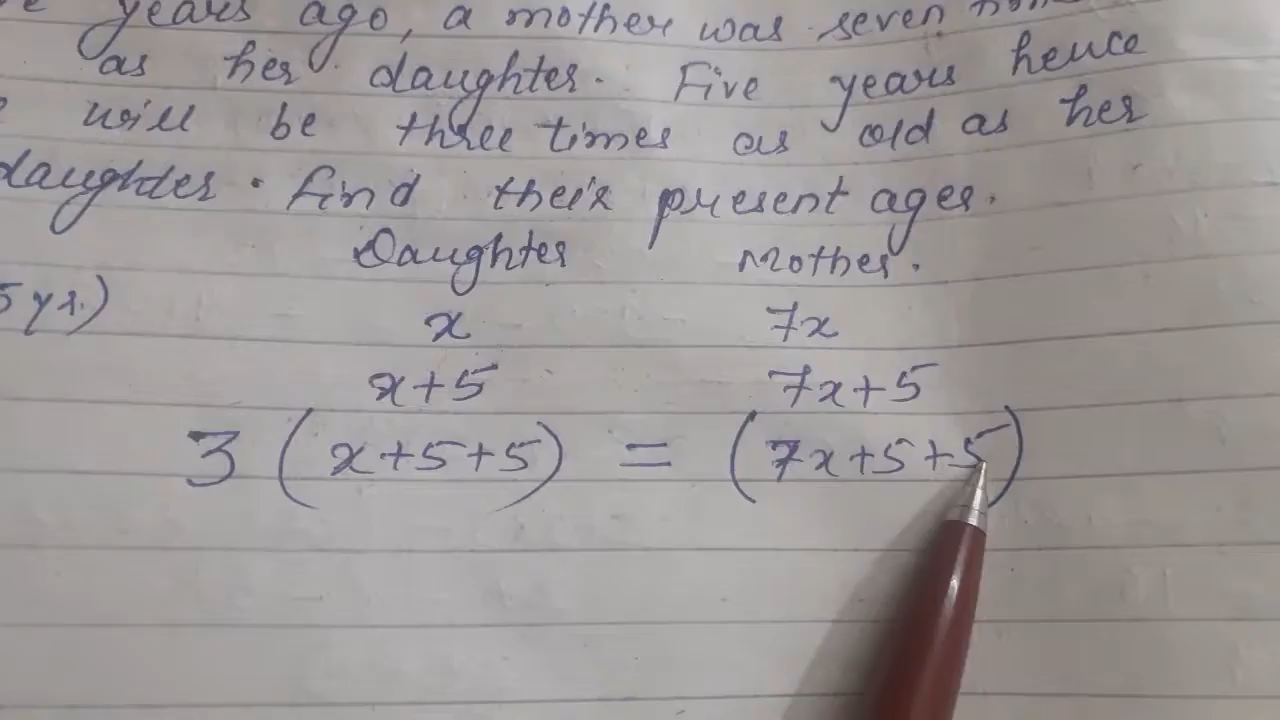 years ago, a mother was seven
as her daughter. Five years hence
will be three times as old as her
daughter. Find their present ages.
Daughter Mother.
5 yr.) x 7x
x+5 7x+5
3 (x+5+5) = (7x+5+5)